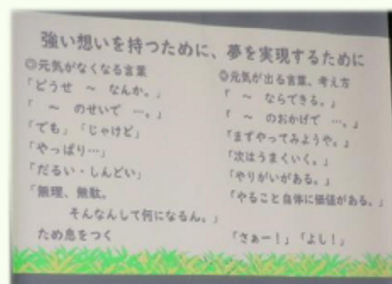 強い想いを持つために、夢を実現するために
◎元気がなくなる言葉
「どうせ ～ なんか。」
「 ～ のせいで …。」
「でも」「じゃけど」
「やっぱり…」
「だるい・しんどい」
「無理、無駄。
そんなんして何になるん。」
ため息をつく
◎元気が出る言葉、考え方
「 ～ ならできる。」
「 ～ のおかげで …。」
「まずやってみようや。」
「次はうまくいく。」
「やりがいがある。」
「やること自体に価値がある。」
「さぁー！」「よし！」